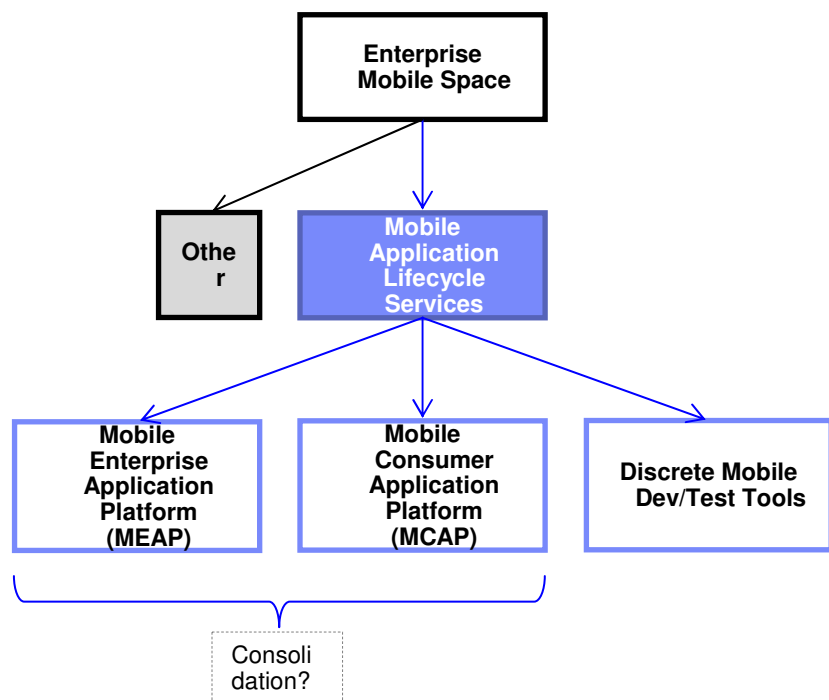 Enterprise
Mobile Space
Othe
r
Mobile
Application
Lifecycle
Services
Mobile
Enterprise
Application
Platform
(MEAP)
Mobile
Consumer
Application
Platform
(MCAP)
Discrete Mobile
Dev/Test Tools
Consoli
dation?